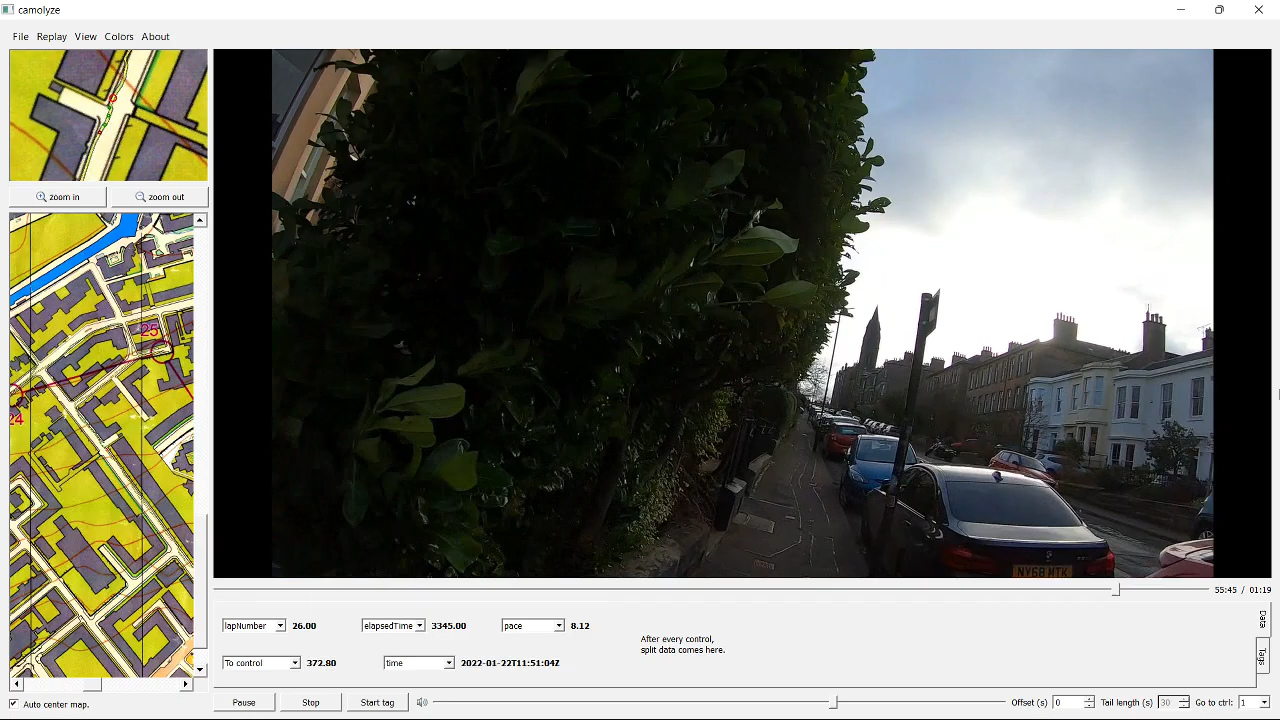 camolyze
File Replay View Colors About
zoom in zoom out
25
24
NV68 MTK
55:45 / 01:19
lapNumber 26.00 elapsedTime 3345.00 pace 8.12
To control 372.80 time 2022-01-22T11:51:04Z
After every control,
split data comes here.
Data
Tags
Auto center map.
Pause Stop Start tag Offset (s) 0 Tail length (s) 30 Go to ctrl: 1